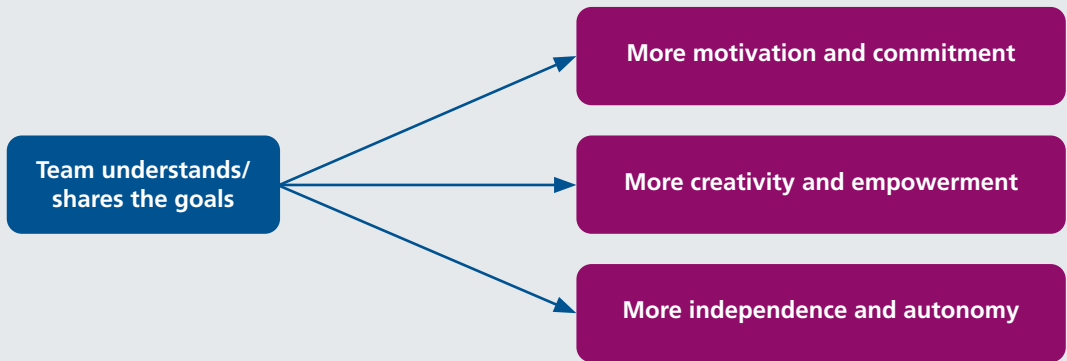 More motivation and commitment
Team understands/
shares the goals
More creativity and empowerment
More independence and autonomy